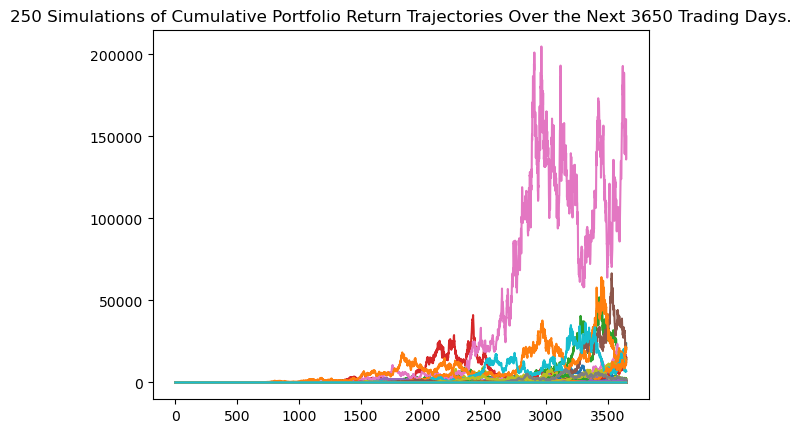 250 Simulations of Cumulative Portfolio Return Trajectories Over the Next 3650 Trading Days.
200000
150000
100000
50000
0
0 500 1000 1500 2000 2500 3000 3500